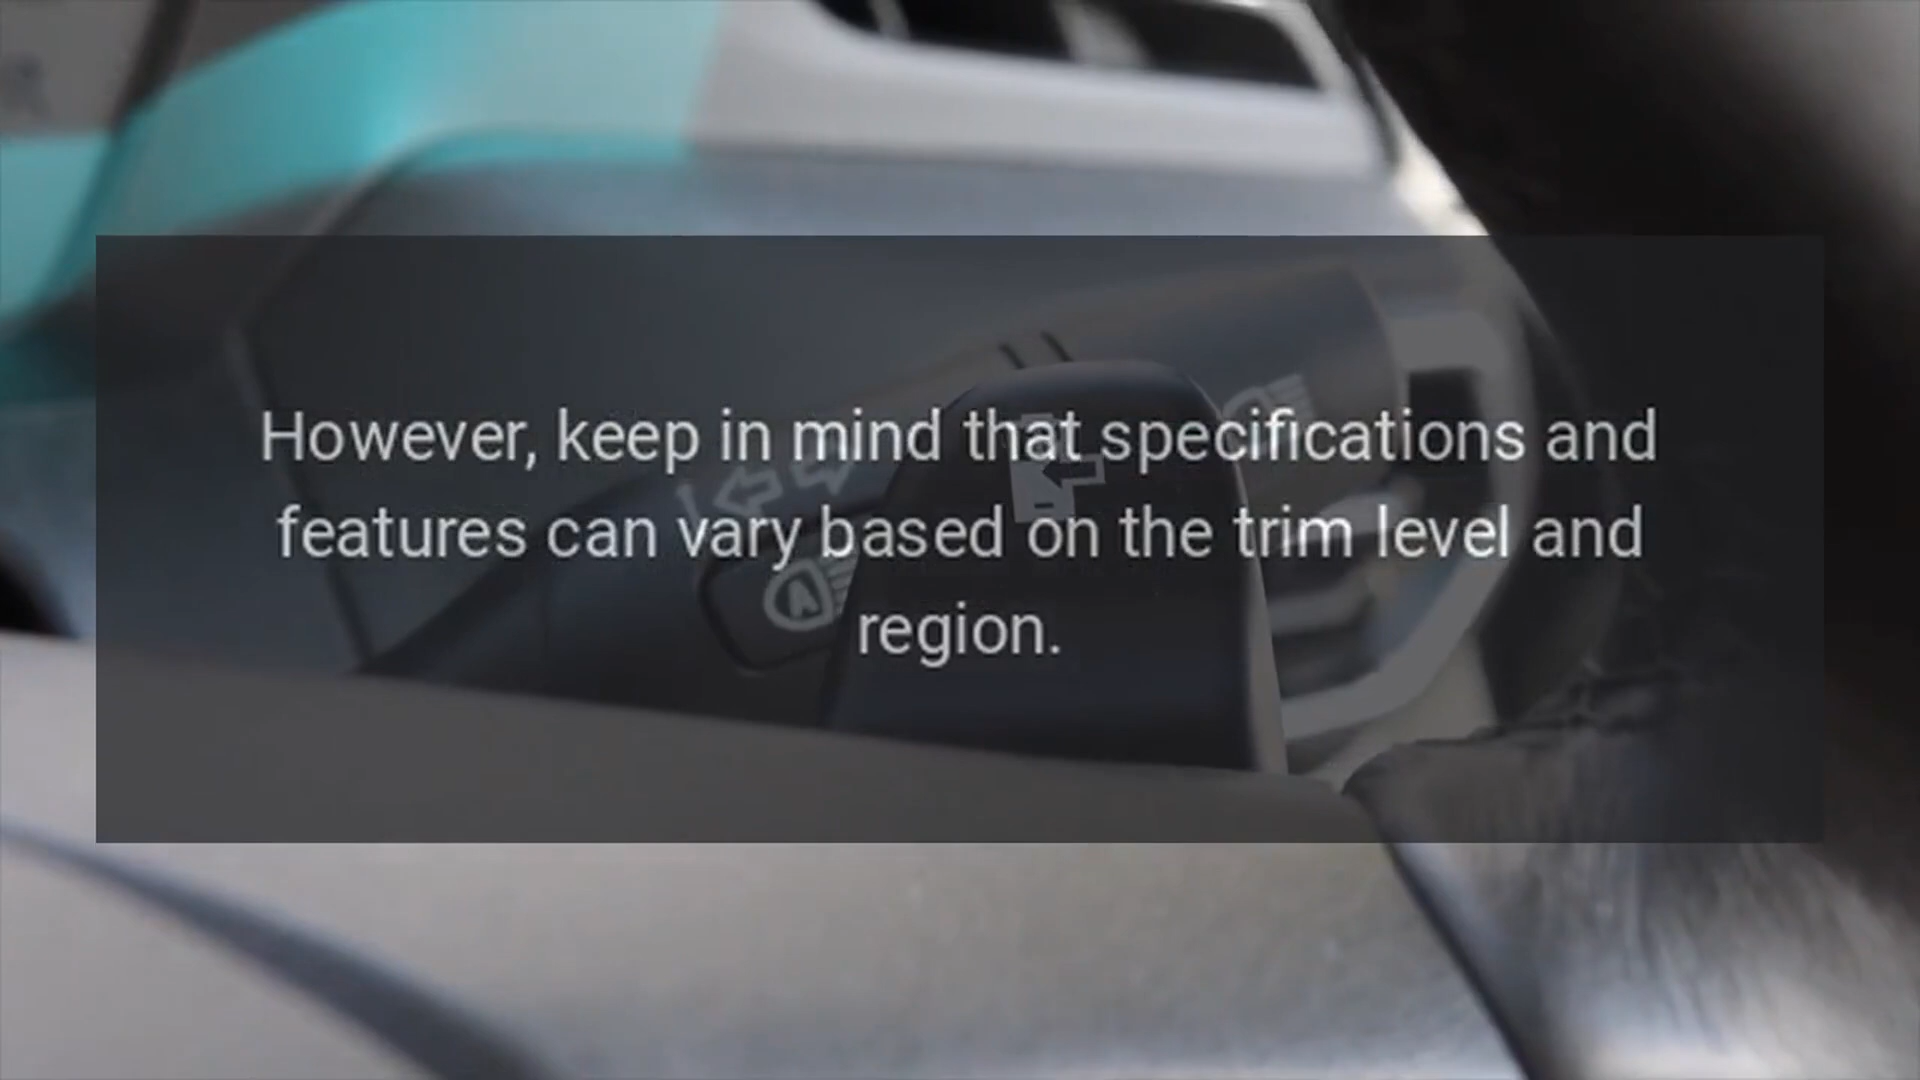 However, keep in mind that specifications and
features can vary based on the trim level and
region.
A